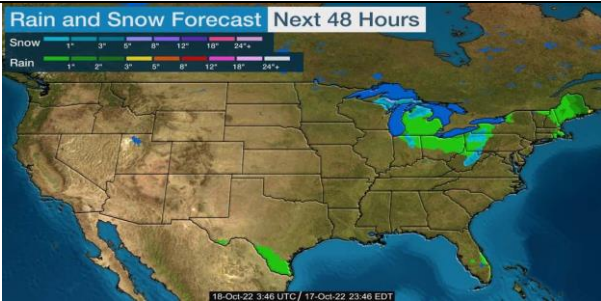 Rain and Snow Forecast Next 48 Hours
Snow 1" 3" 5" 8" 12" 18" 24"+
Rain 1" 2" 3" 5" 8" 12" 18" 24"+
18-Oct-22 3:46 UTC / 17-Oct-22 23:46 EDT